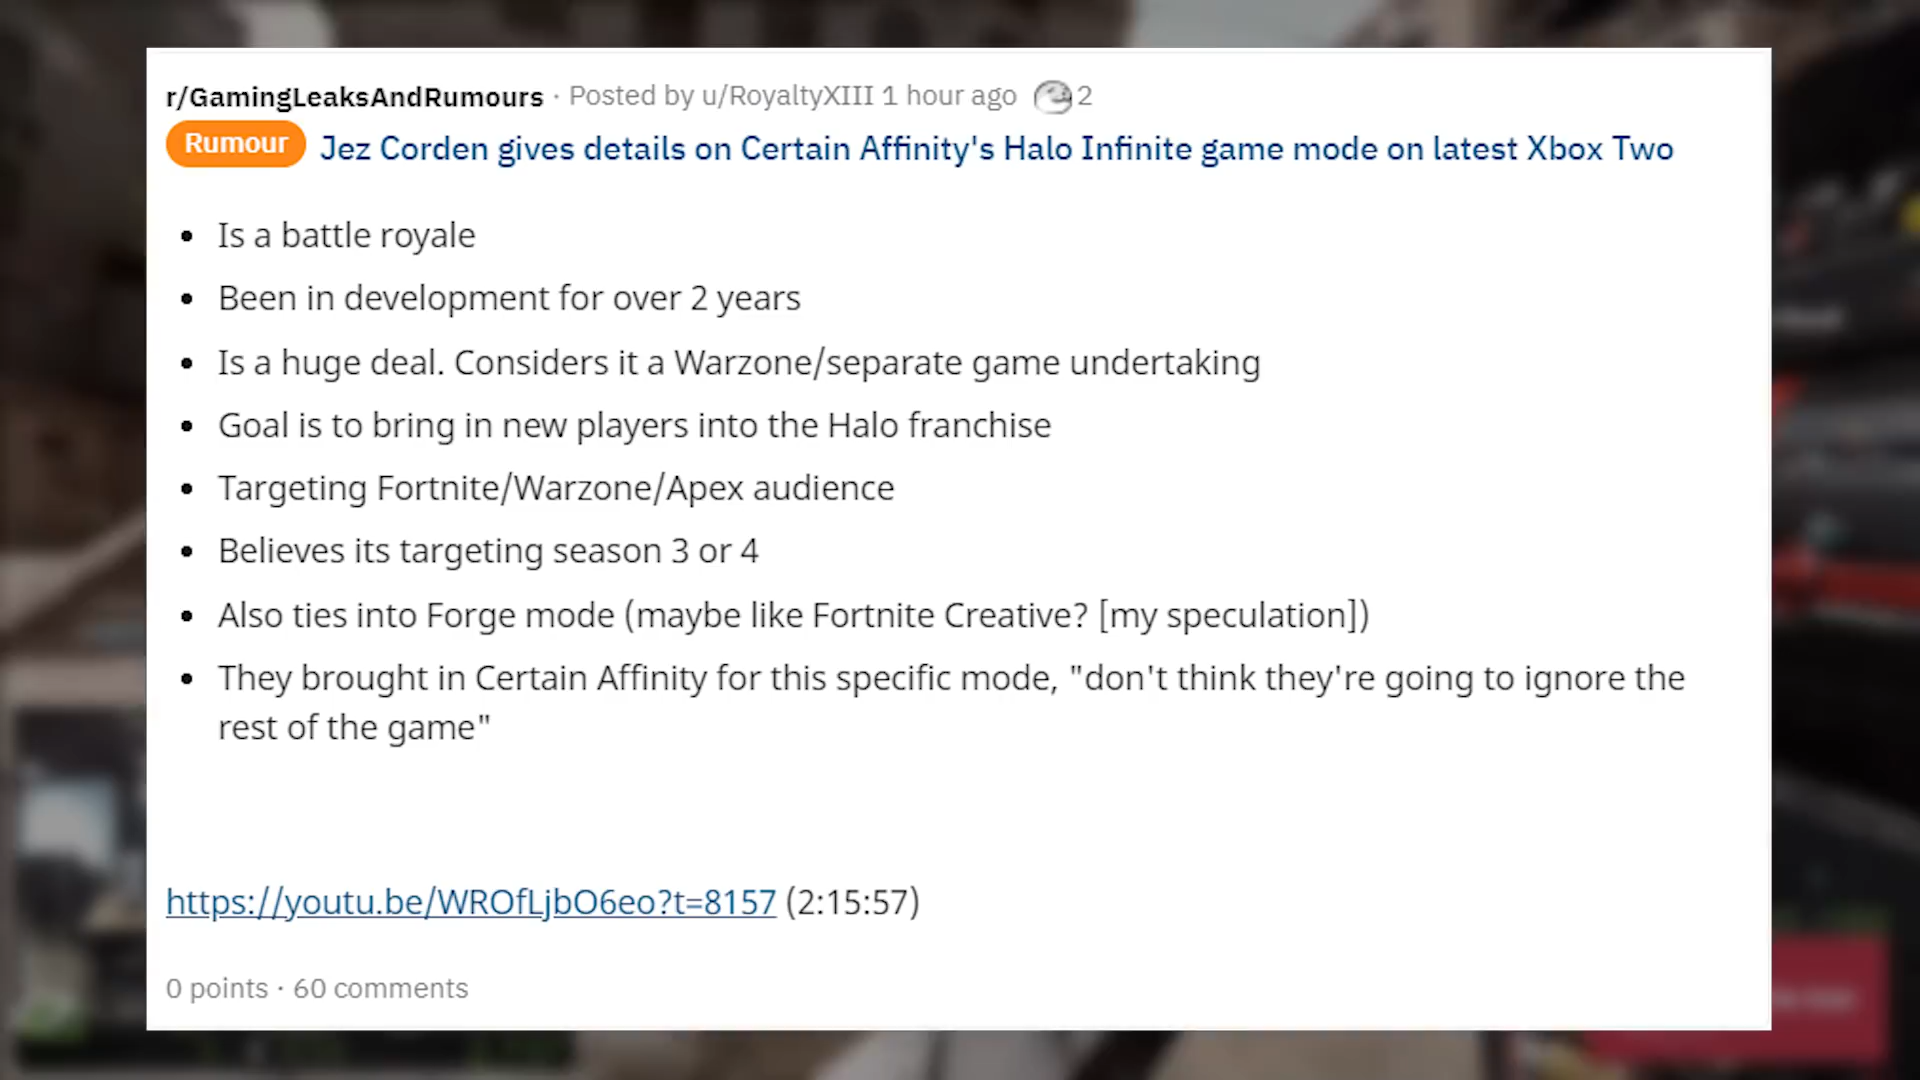 r/GamingLeaksAndRumours · Posted by u/RoyaltyXIII 1 hour ago 2
Rumour Jez Corden gives details on Certain Affinity's Halo Infinite game mode on latest Xbox Two
• Is a battle royale
• Been in development for over 2 years
• Is a huge deal. Considers it a Warzone/separate game undertaking
• Goal is to bring in new players into the Halo franchise
• Targeting Fortnite/Warzone/Apex audience
• Believes its targeting season 3 or 4
• Also ties into Forge mode (maybe like Fortnite Creative? [my speculation])
• They brought in Certain Affinity for this specific mode, "don't think they're going to ignore the
rest of the game"
https://youtu.be/WROfLjbO6eo?t=8157 (2:15:57)
0 points · 60 comments